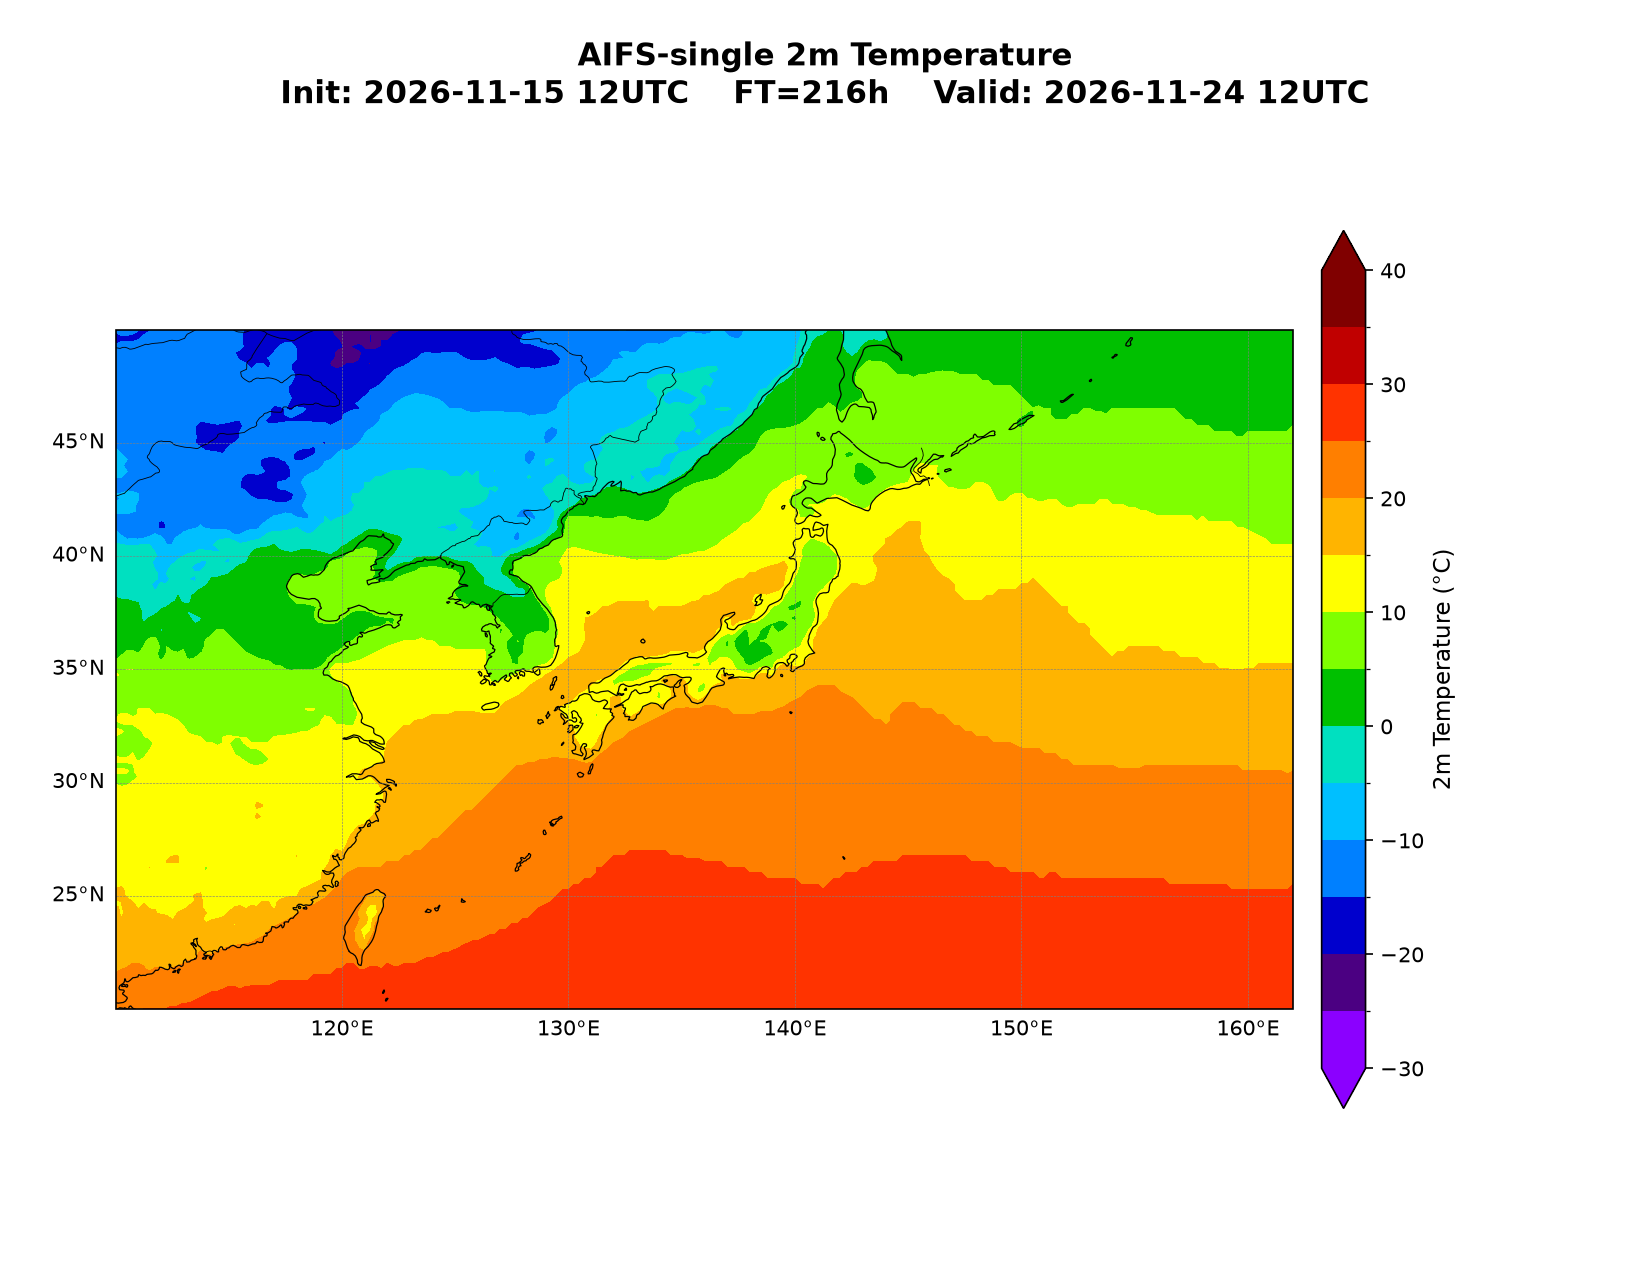 AIFS-single 2m Temperature
Init: 2026-11-15 12UTC    FT=216h    Valid: 2026-11-24 12UTC
45°N
40°N
35°N
30°N
25°N
120°E
130°E
140°E
150°E
160°E
40
30
20
10
0
−10
−20
−30
2m Temperature (°C)